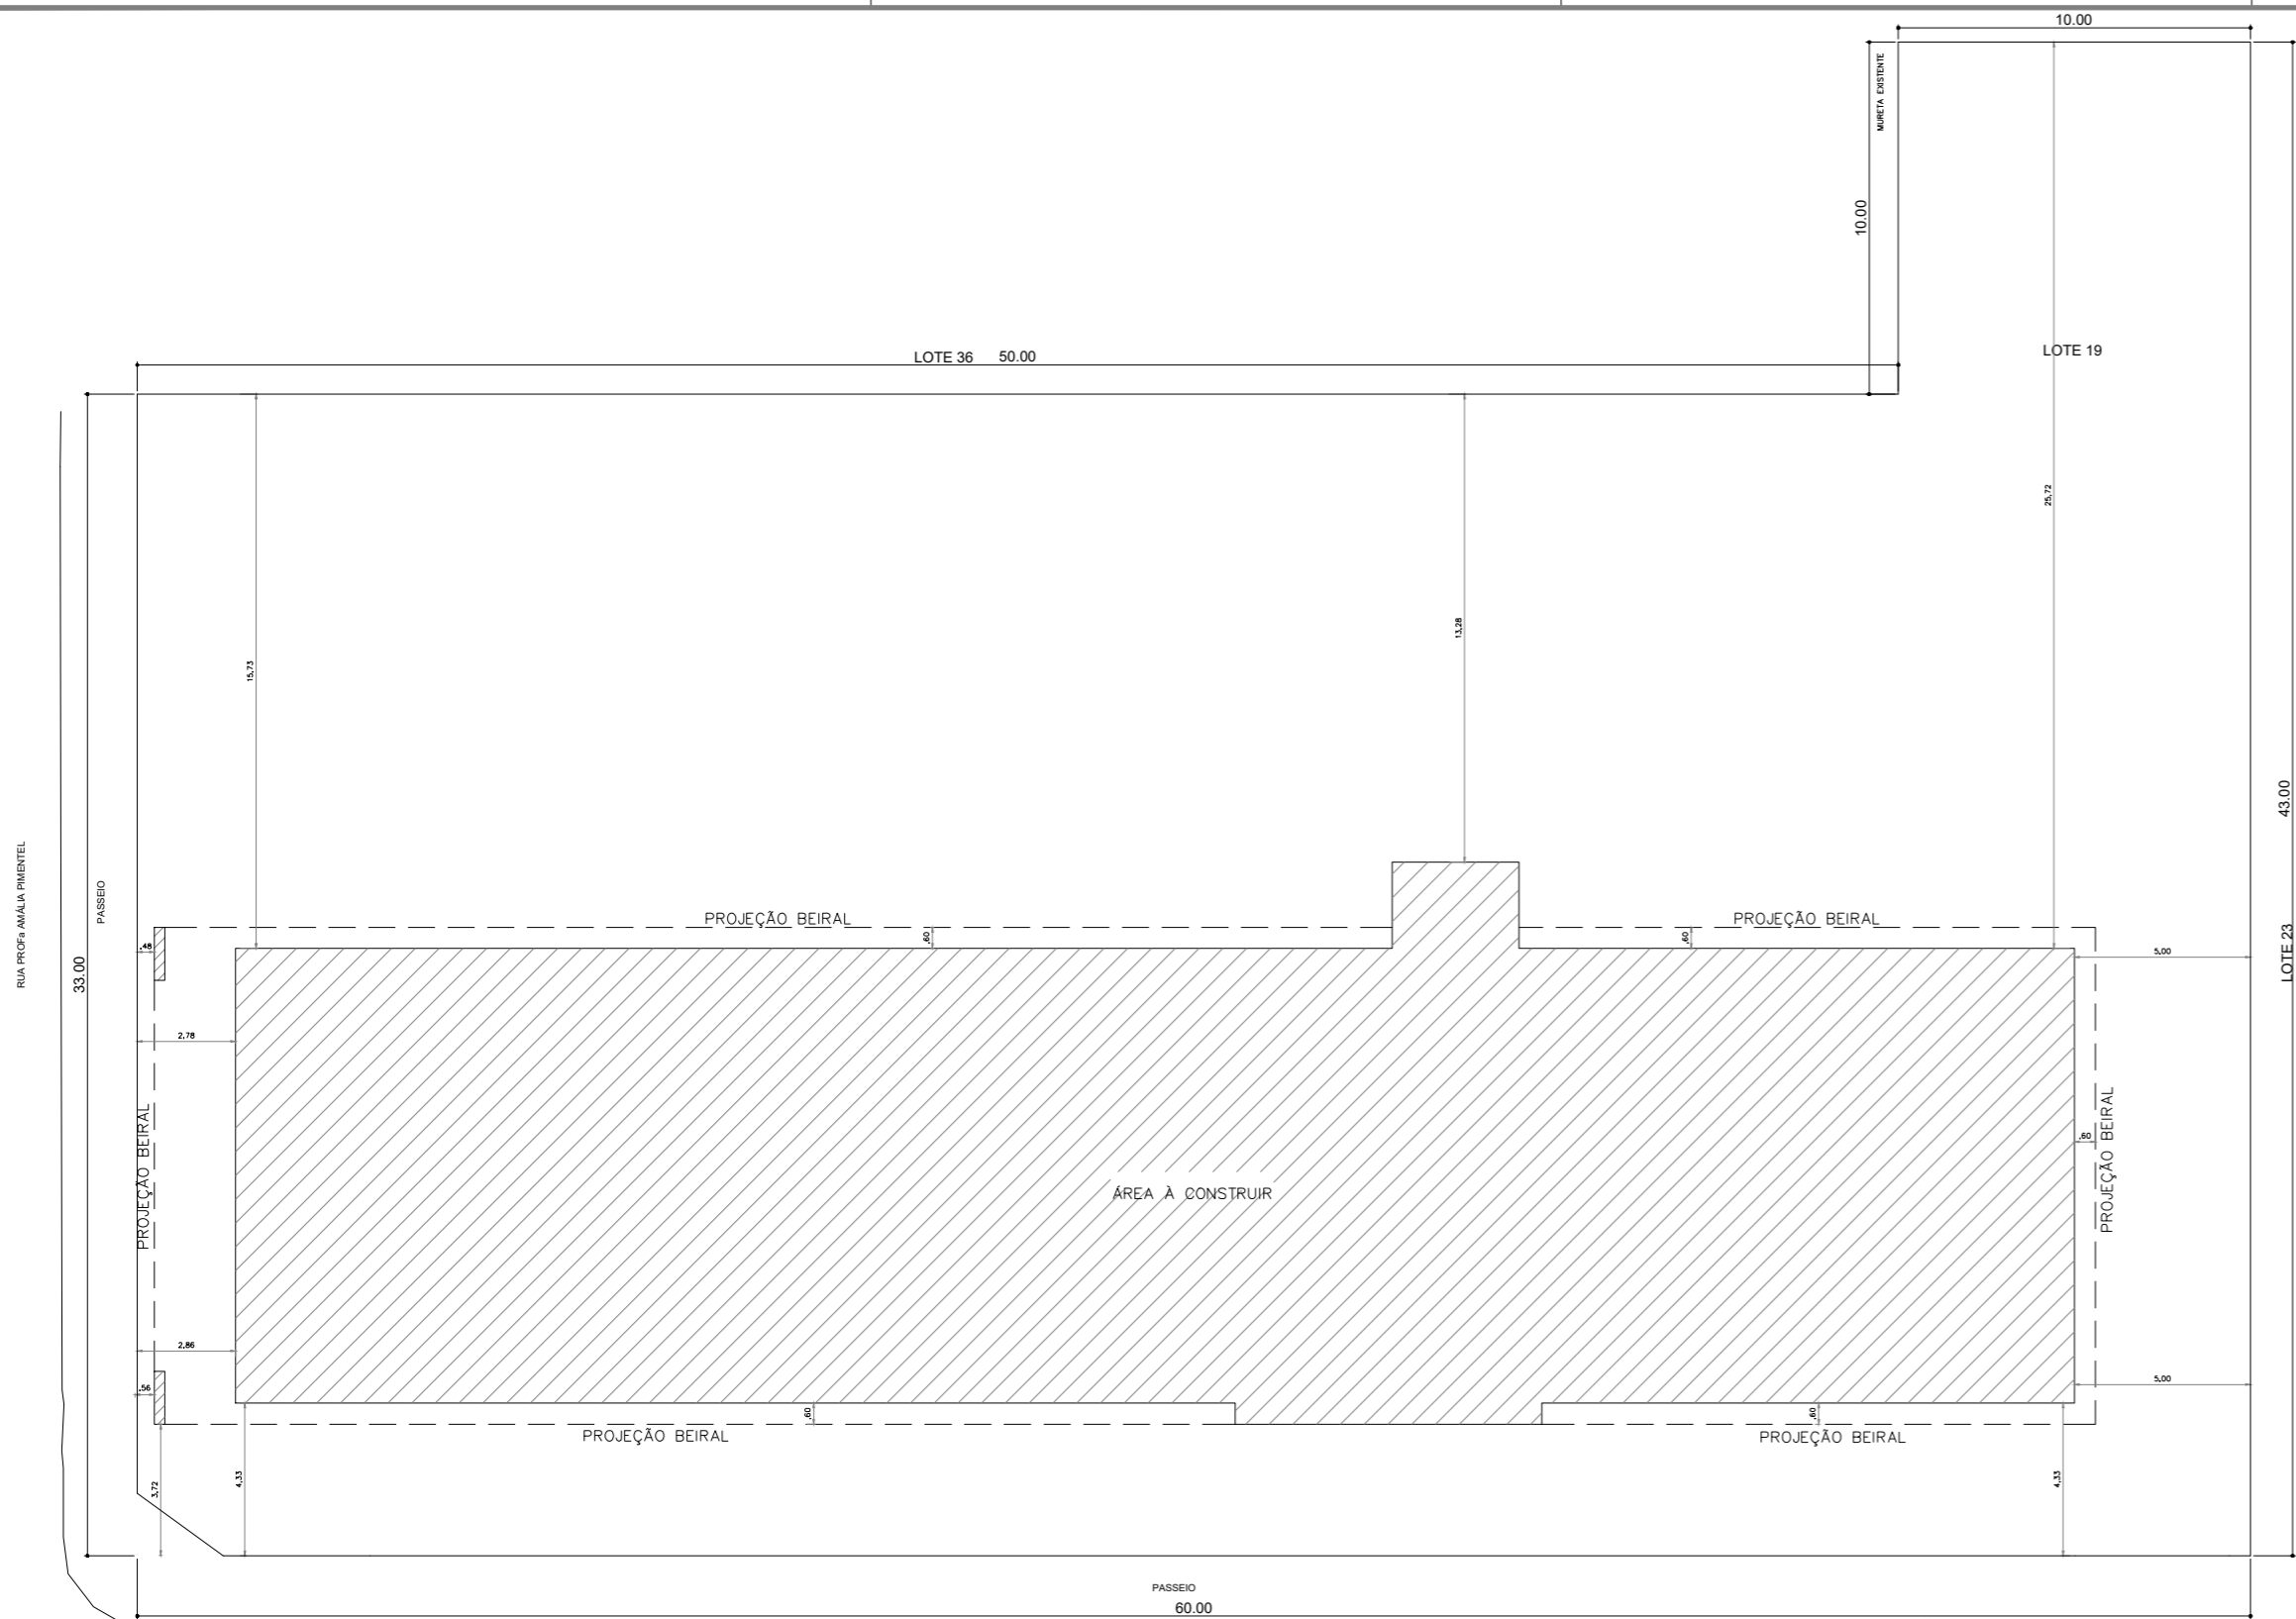 10.00
MURETA EXISTENTE
10.00
LOTE 36 50.00
LOTE 19
25,72
13,28
15,73
43.00
LOTE 23
RUA PROFa AMÁLIA PIMENTEL
PASSEIO
33.00
PROJEÇÃO BEIRAL
PROJEÇÃO BEIRAL
,60
,60
,48
5,00
2,78
PROJEÇÃO BEIRAL
,60
PROJEÇÃO BEIRAL
ÁREA À CONSTRUIR
2,86
,56
5,00
,60
,60
PROJEÇÃO BEIRAL
PROJEÇÃO BEIRAL
3,72
4,33
4,33
PASSEIO
60.00